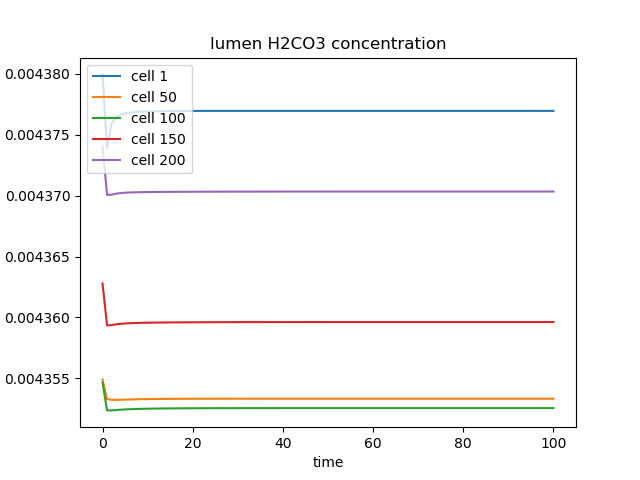 lumen H2CO3 concentration
0.004380
0.004375
0.004370
0.004365
0.004360
0.004355
cell 1
cell 50
cell 100
cell 150
cell 200
0 20 40 60 80 100
time